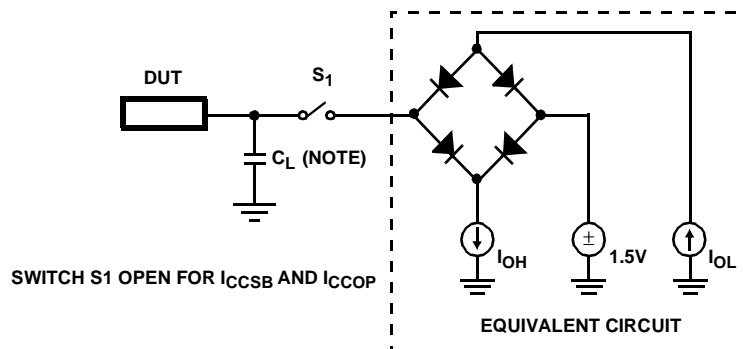 DUT
S1
CL (NOTE)
±
IOH
1.5V
IOL
SWITCH S1 OPEN FOR ICCSB AND ICCOP
EQUIVALENT CIRCUIT